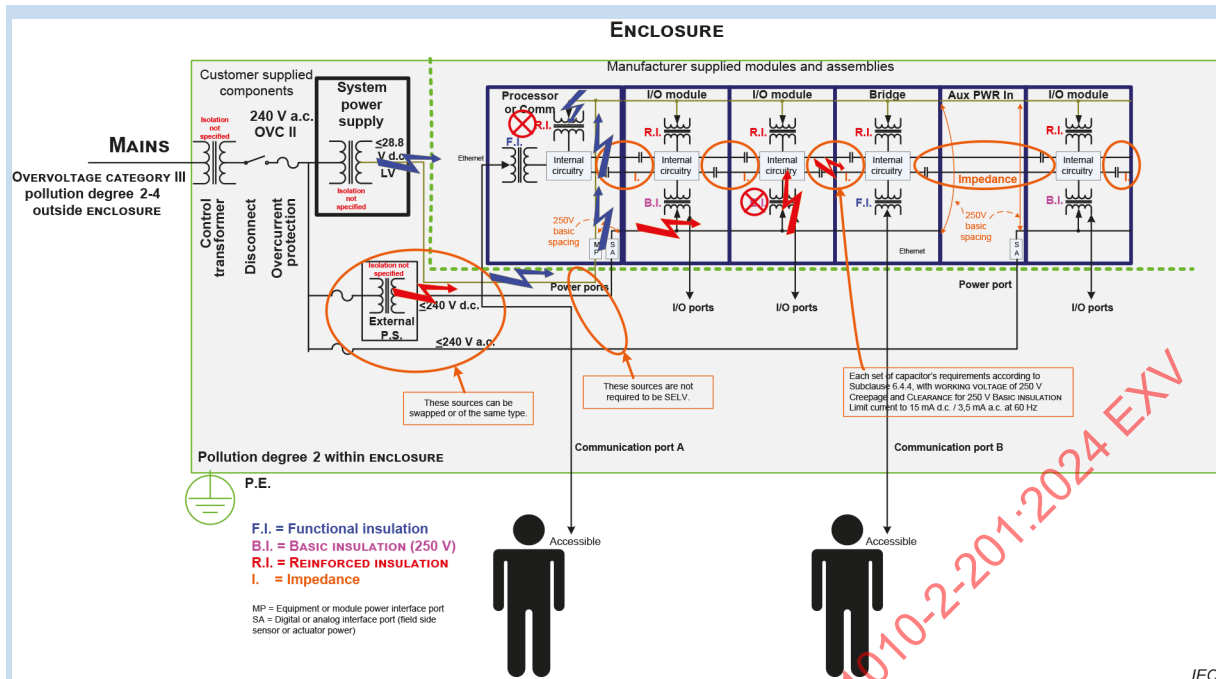 ENCLOSURE
Manufacturer supplied modules and assemblies
Customer supplied
components
System
power
supply
Processor
or Comm
I/O module
I/O module
Bridge
Aux PWR In
I/O module
Isolation
not
specified
240 V a.c.
OVC II
≤28.8
V d.c.
LV
R.I.
R.I.
R.I.
R.I.
R.I.
F.I.
MAINS
OVERVOLTAGE CATEGORY III
pollution degree 2-4
outside ENCLOSURE
Ethernet
Internal
circuitry
Internal
circuitry
Internal
circuitry
Internal
circuitry
Internal
circuitry
I.
I.
I.
Impedance
I.
Isolation
not
specified
B.I.
B.I.
F.I.
B.I.
Control
transformer
Disconnect
Overcurrent
protection
250V
basic
spacing
250V
basic
spacing
MP
SA
Ethernet
SA
Isolation not
specified
Power ports
Power port
≤240 V d.c.
I/O ports
I/O ports
I/O ports
External
P.S.
≤240 V a.c.
These sources can be
swapped or of the same type.
These sources are not
required to be SELV.
Each set of capacitor's requirements according to
Subclause 6.4.4, with WORKING VOLTAGE of 250 V
Creepage and CLEARANCE for 250 V BASIC INSULATION
Limit current to 15 mA d.c. / 3,5 mA a.c. at 60 Hz
Communication port A
Communication port B
Pollution degree 2 within ENCLOSURE
P.E.
F.I. = Functional insulation
B.I. = BASIC INSULATION (250 V)
R.I. = REINFORCED INSULATION
I. = Impedance
Accessible
Accessible
MP = Equipment or module power interface port
SA = Digital or analog interface port (field side
sensor or actuator power)
1010-2-201:2024 EXV
IEC